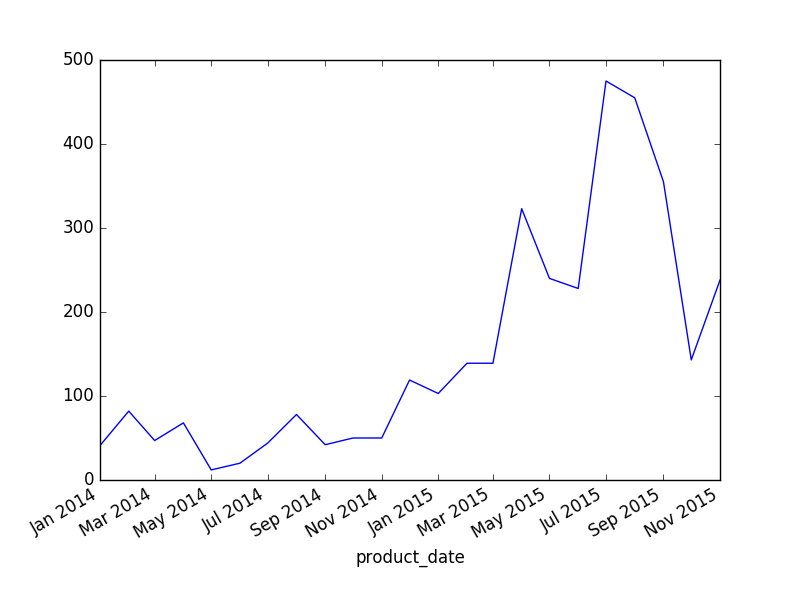 500
400
300
200
100
0
Jan 2014
Mar 2014
May 2014
Jul 2014
Sep 2014
Nov 2014
Jan 2015
Mar 2015
May 2015
Jul 2015
Sep 2015
Nov 2015
product_date